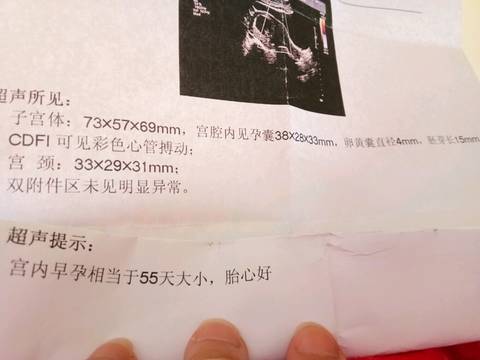 超声所见：
子宫体：73×57×69mm，宫腔内见孕囊38×28×33mm，卵黄囊直径4mm，胚芽长15mm
CDFI 可见彩色心管搏动；
宫 颈：33×29×31mm；
双附件区未见明显异常。
超声提示：
宫内早孕相当于55天大小，胎心好